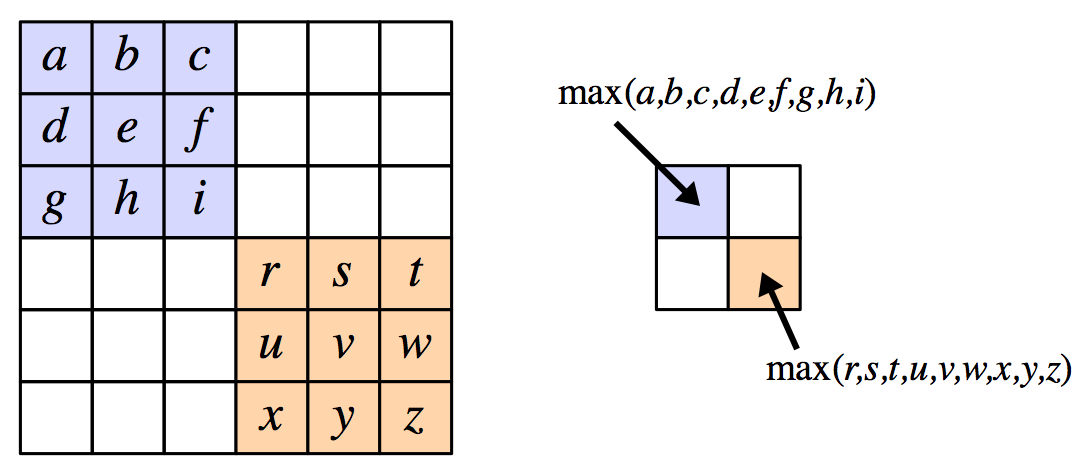 a b c
d e f
g h i
r s t
u v w
x y z
max(a,b,c,d,e,f,g,h,i)
max(r,s,t,u,v,w,x,y,z)